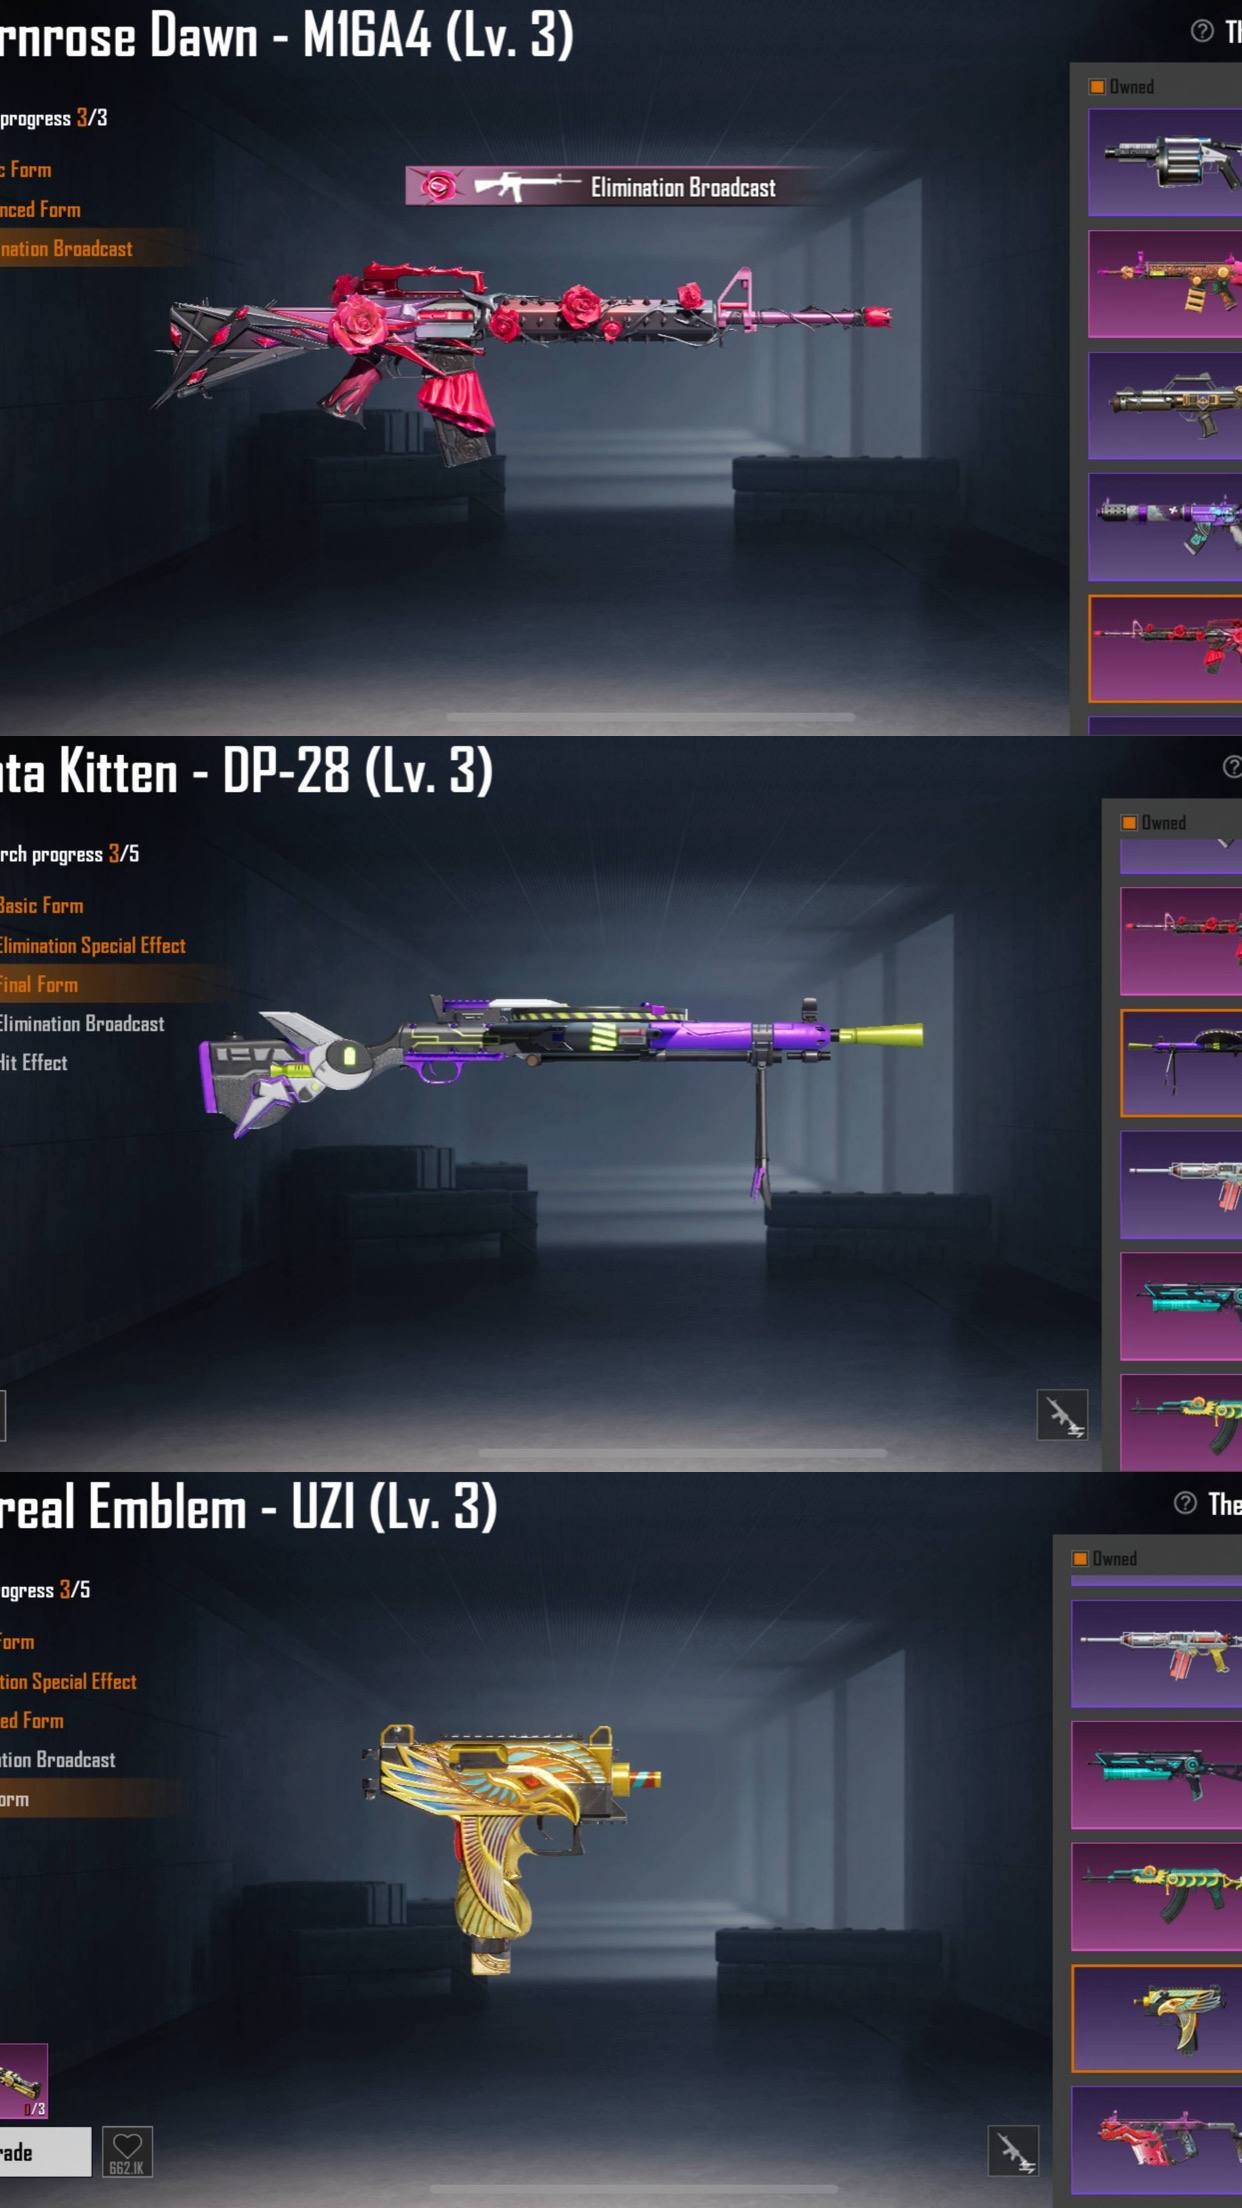 rnrose Dawn - M16A4 (Lv. 3)
Th
progress 3/3
Owned
c Form
nced Form
nation Broadcast
Elimination Broadcast
ta Kitten - DP-28 (Lv. 3)
rch progress 3/5
Owned
Basic Form
Elimination Special Effect
Final Form
Elimination Broadcast
Hit Effect
real Emblem - UZI (Lv. 3)
The
ogress 3/5
Owned
Form
tion Special Effect
ed Form
ation Broadcast
orm
0/3
rade
662.1K